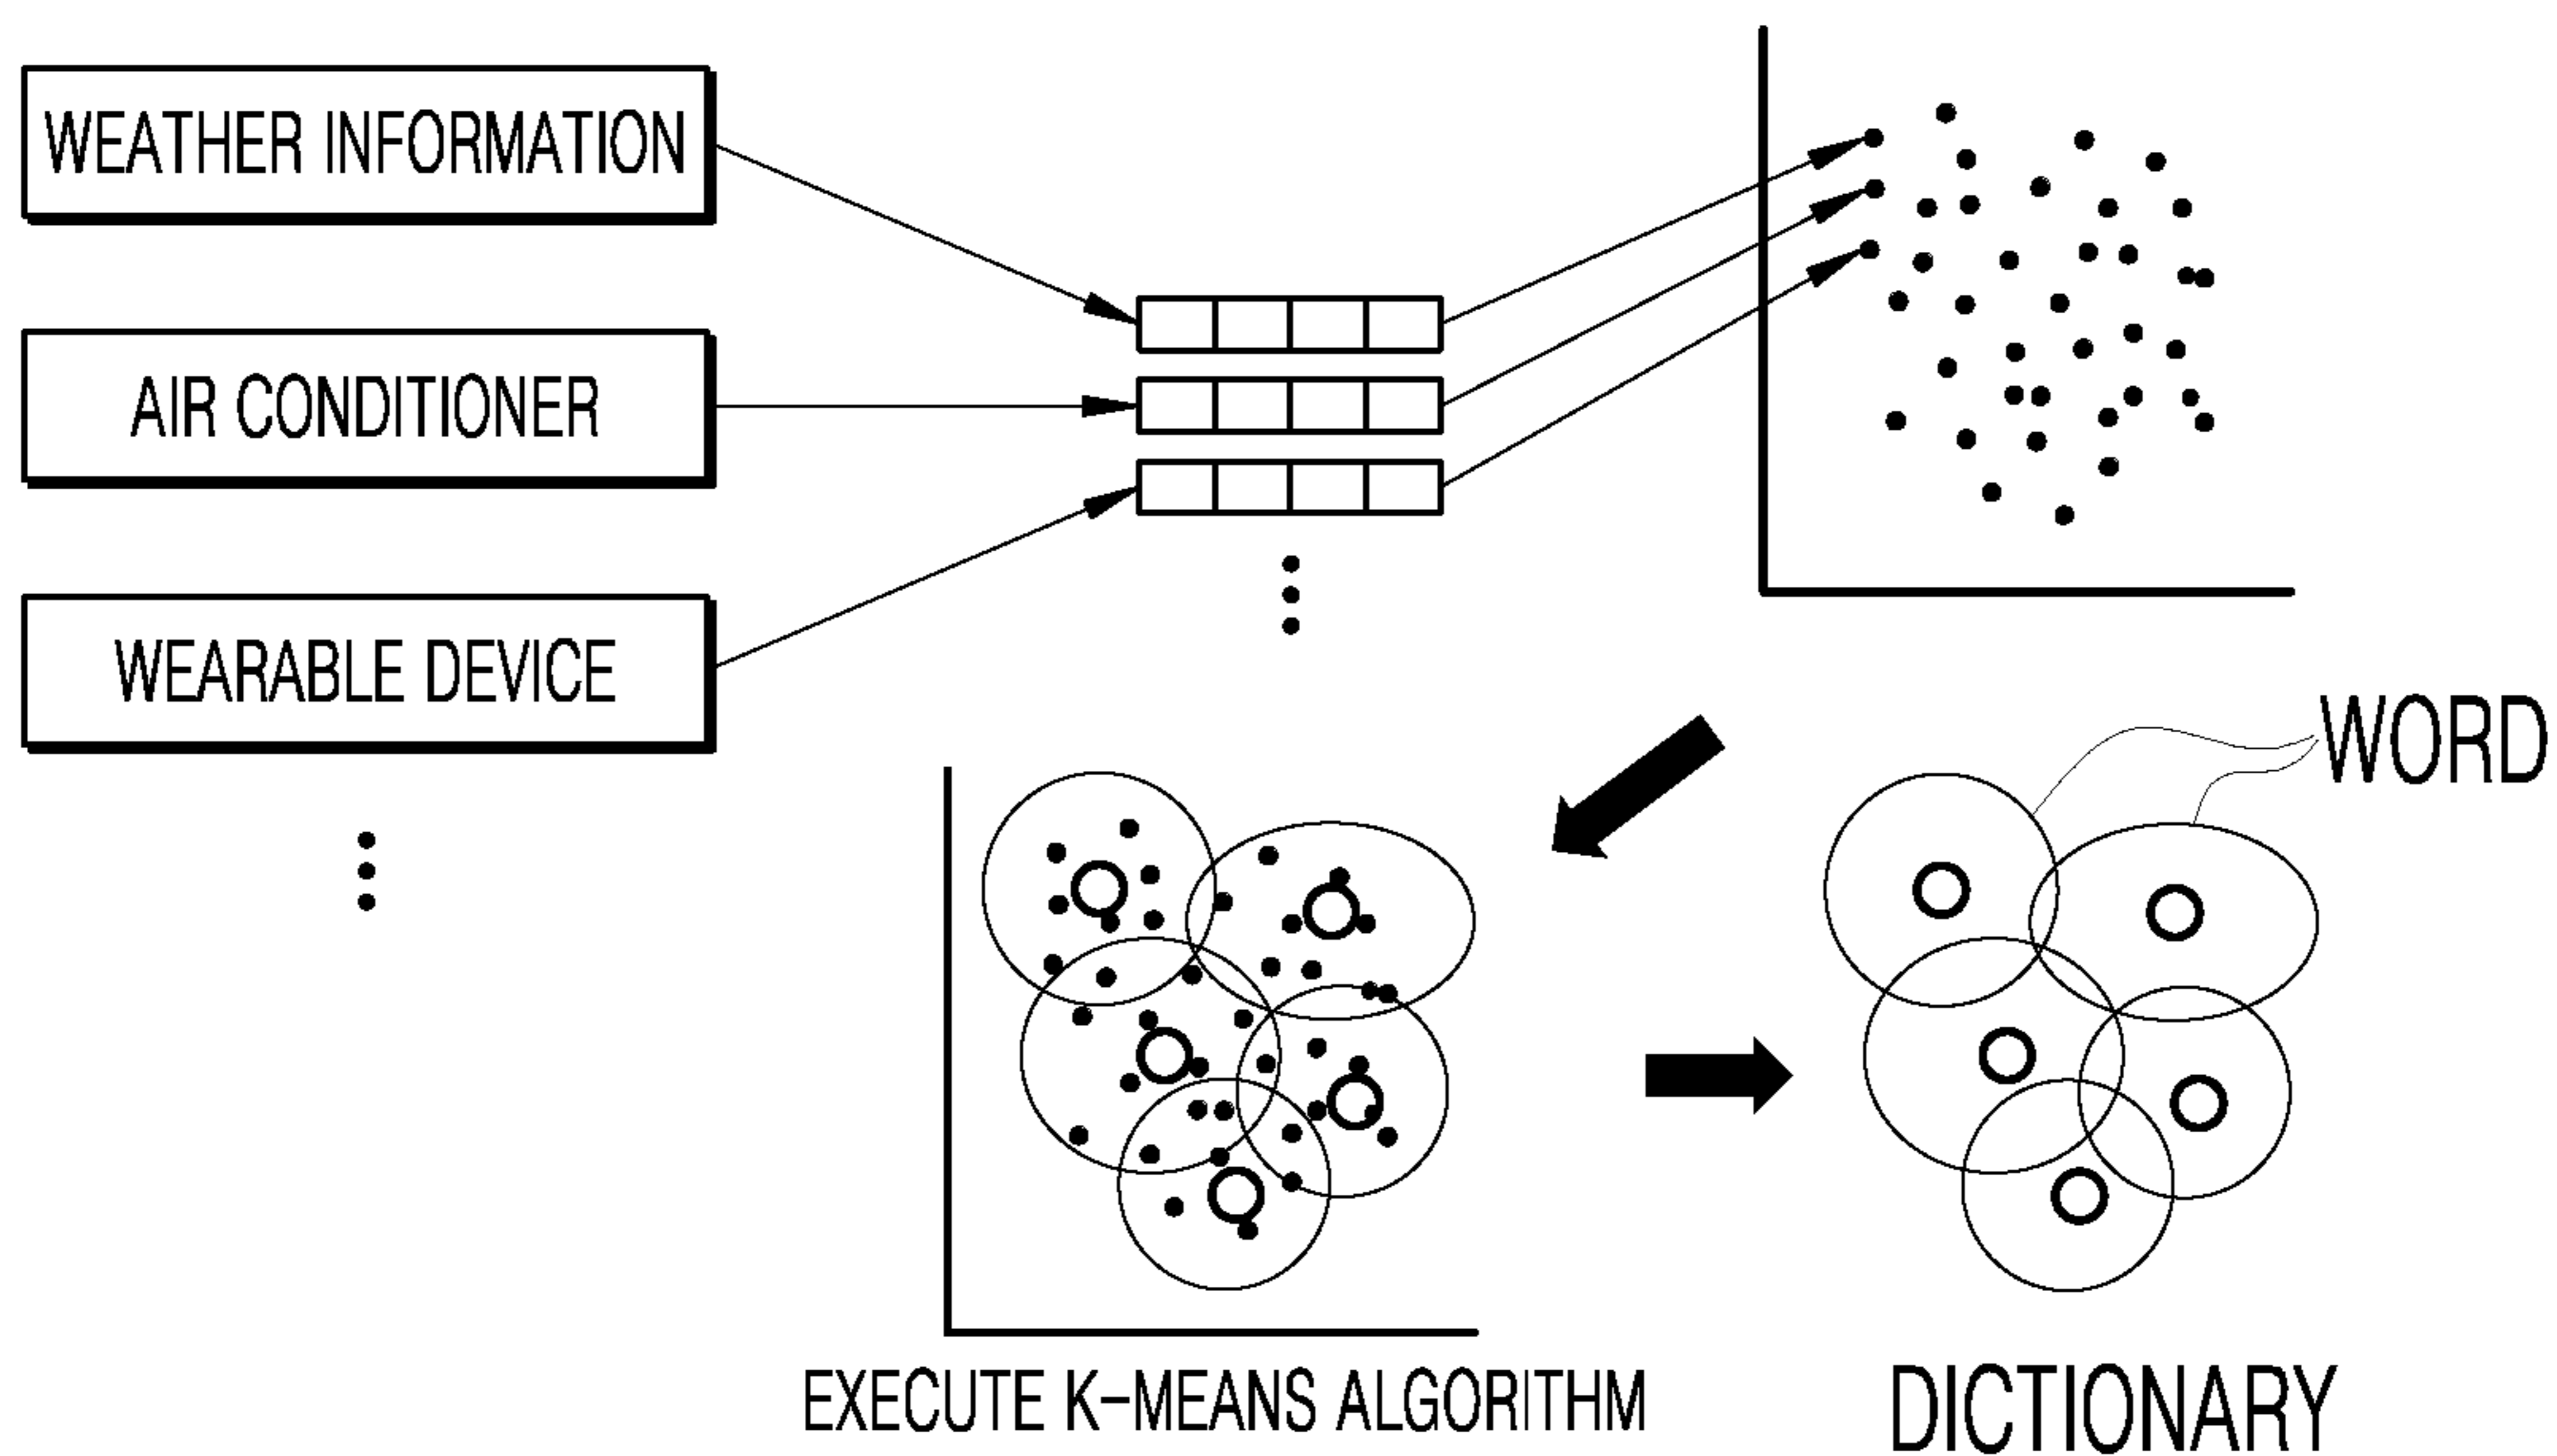 WEATHER INFORMATION
AIR CONDITIONER
WEARABLE DEVICE
WORD
EXECUTE K-MEANS ALGORITHM
DICTIONARY